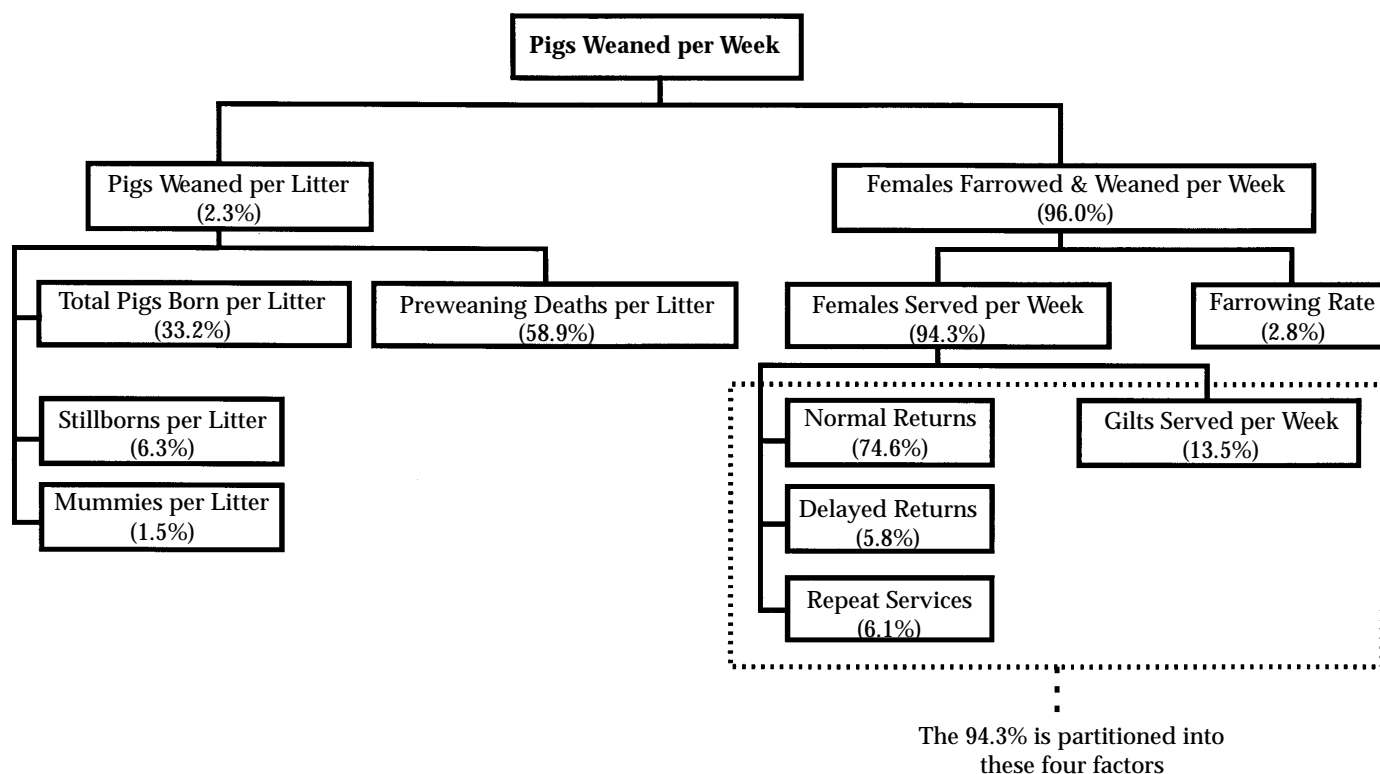 Pigs Weaned per Week
Pigs Weaned per Litter
(2.3%)
Females Farrowed & Weaned per Week
(96.0%)
Total Pigs Born per Litter
(33.2%)
Preweaning Deaths per Litter
(58.9%)
Females Served per Week
(94.3%)
Farrowing Rate
(2.8%)
Stillborns per Litter
(6.3%)
Mummies per Litter
(1.5%)
Normal Returns
(74.6%)
Gilts Served per Week
(13.5%)
Delayed Returns
(5.8%)
Repeat Services
(6.1%)
The 94.3% is partitioned into
these four factors